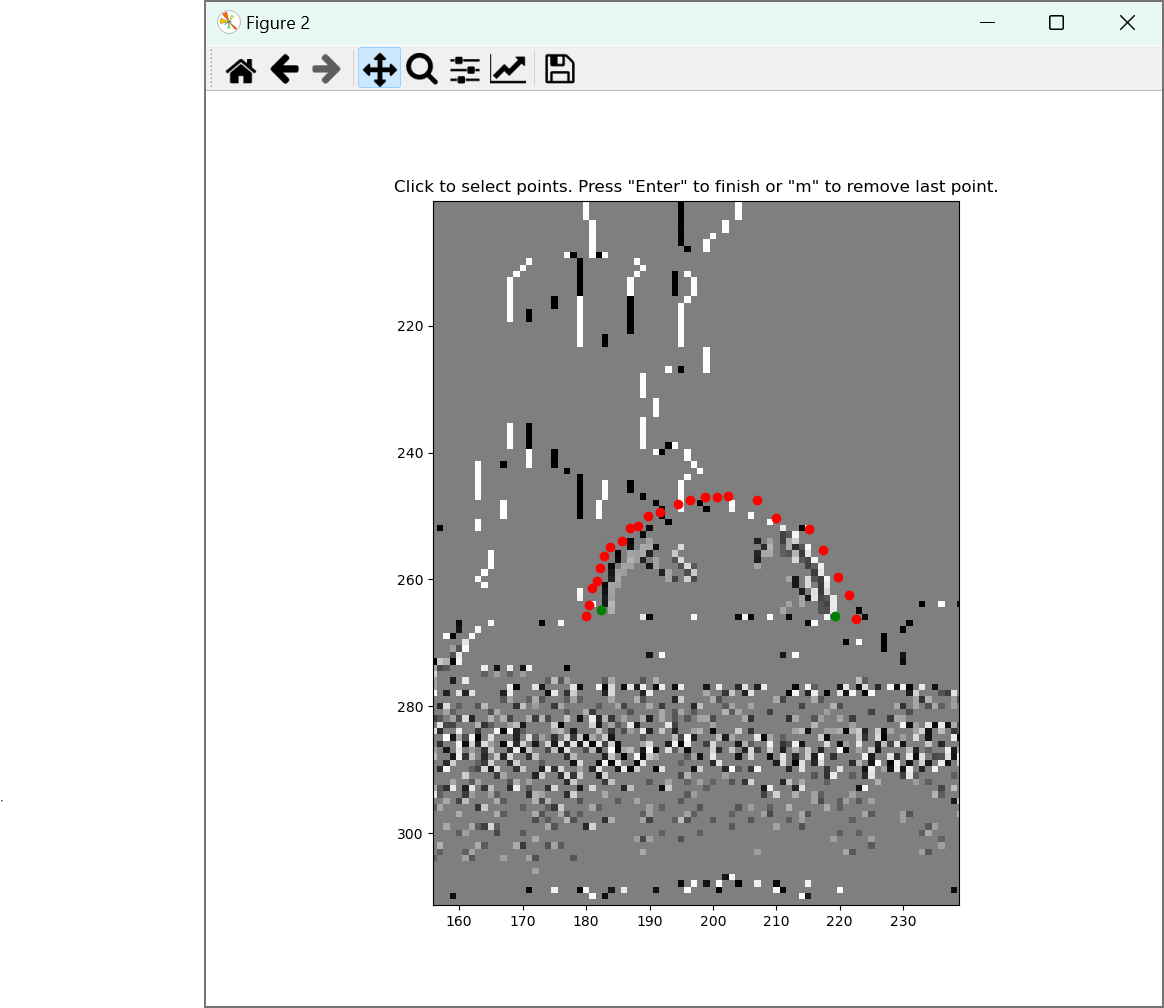 Figure 2
Click to select points. Press "Enter" to finish or "m" to remove last point.
220
240
260
280
300
160 170 180 190 200 210 220 230